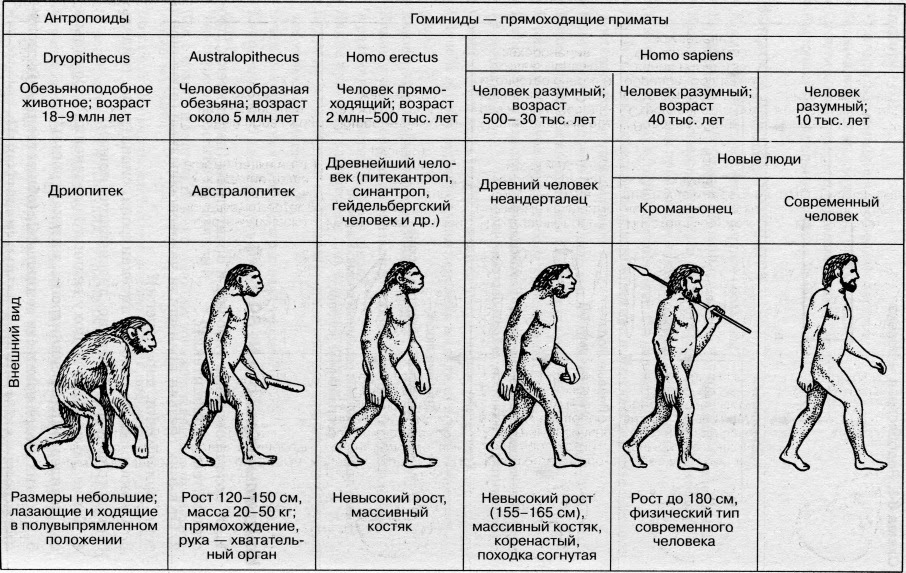 Антропоиды
Гоминиды — прямоходящие приматы
Dryopithecus
Australopithecus
Homo erectus
Homo sapiens
Обезьяноподобное
животное; возраст
18–9 млн лет
Человекообразная
обезьяна; возраст
около 5 млн лет
Человек прямо-
ходящий; возраст
2 млн–500 тыс. лет
Человек разумный;
возраст
500– 30 тыс. лет
Человек разумный;
возраст
40 тыс. лет
Человек
разумный;
10 тыс. лет
Дриопитек
Австралопитек
Древнейший чело-
век (питекантроп,
синантроп,
гейдельбергский
человек и др.)
Древний человек
неандерталец
Новые люди
Кроманьонец
Современный
человек
Внешний вид
Размеры небольшие;
лазающие и ходящие
в полувыпрямленном
положении
Рост 120–150 см,
масса 20–50 кг;
прямохождение,
рука — хвататель-
ный орган
Невысокий рост,
массивный
костяк
Невысокий рост
(155–165 см),
массивный костяк,
коренастый,
походка согнутая
Рост до 180 см,
физический тип
современного
человека